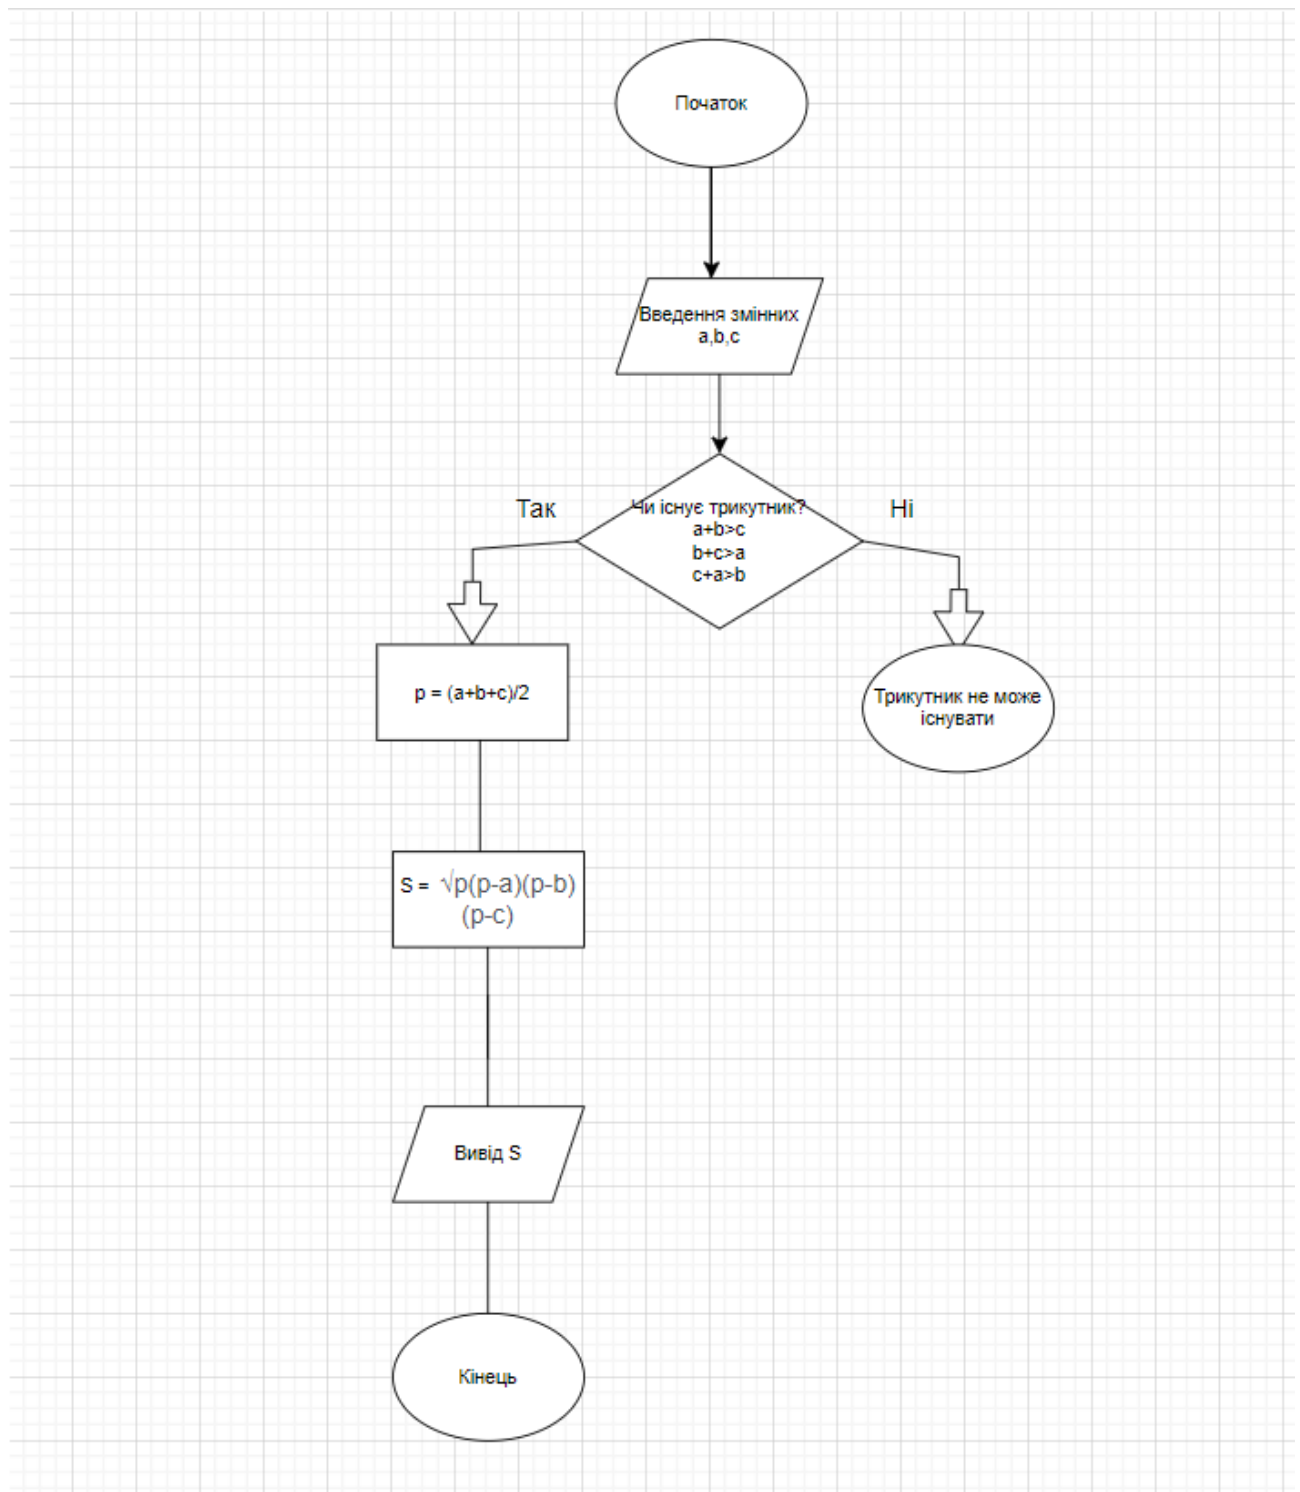 Початок
Введення змінних
a,b,c
Так
Чи існує трикутник?
a+b>c
b+c>a
c+a>b
Ні
p = (a+b+c)/2
Трикутник не може
існувати
S = √p(p-a)(p-b)
(p-c)
Вивід S
Кінець